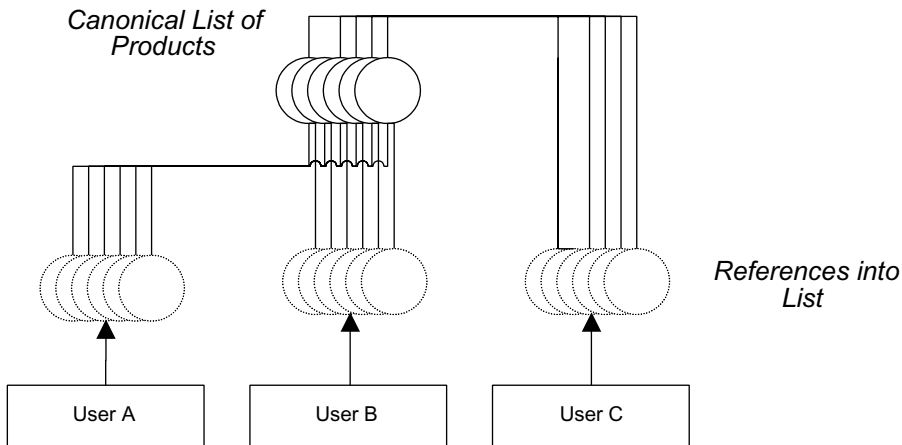 Canonical List of
Products
References into
List
User A
User B
User C